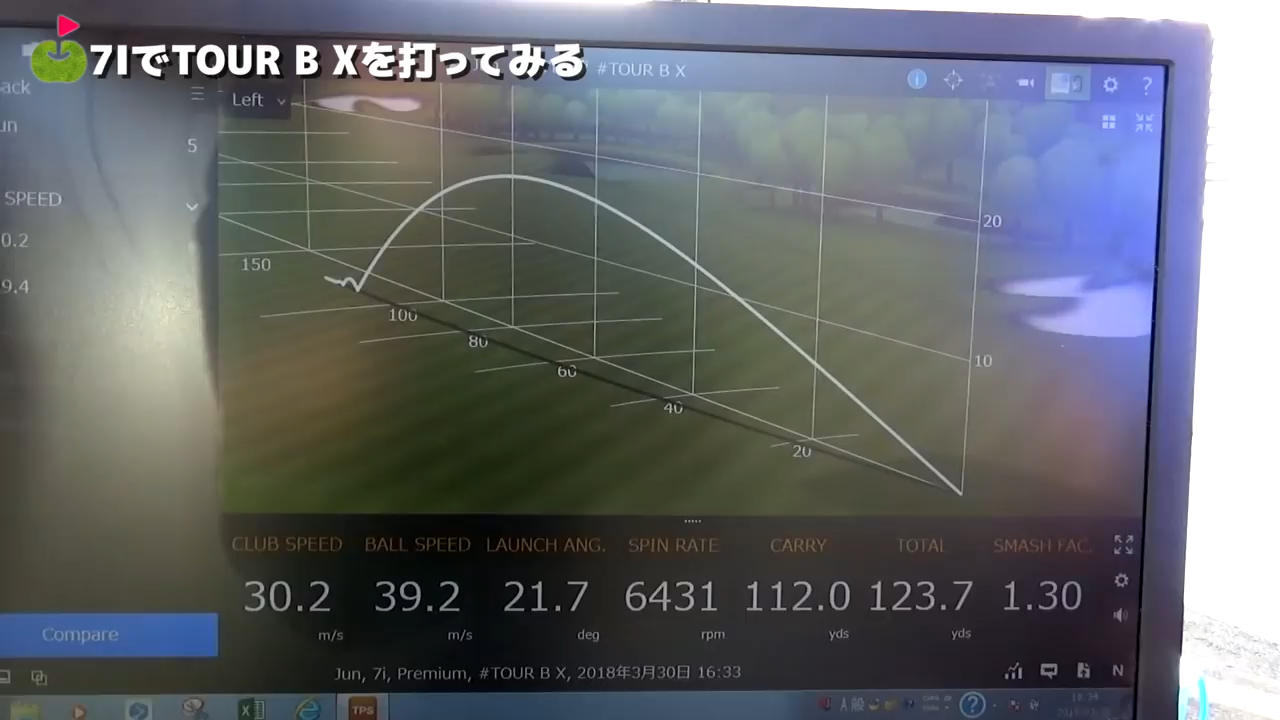 7IでTOUR B Xを打ってみる
#TOUR B X
ack
Left
un
5
SPEED
0.2
9.4
20
10
150
100
80
60
40
20
CLUB SPEED BALL SPEED LAUNCH ANG. SPIN RATE CARRY TOTAL SMASH FAC.
30.2 39.2 21.7 6431 112.0 123.7 1.30
m/s m/s deg rpm yds yds
Compare
Jun, 7i, Premium, #TOUR B X, 2018年3月30日 16:33
N
TPS
A 般